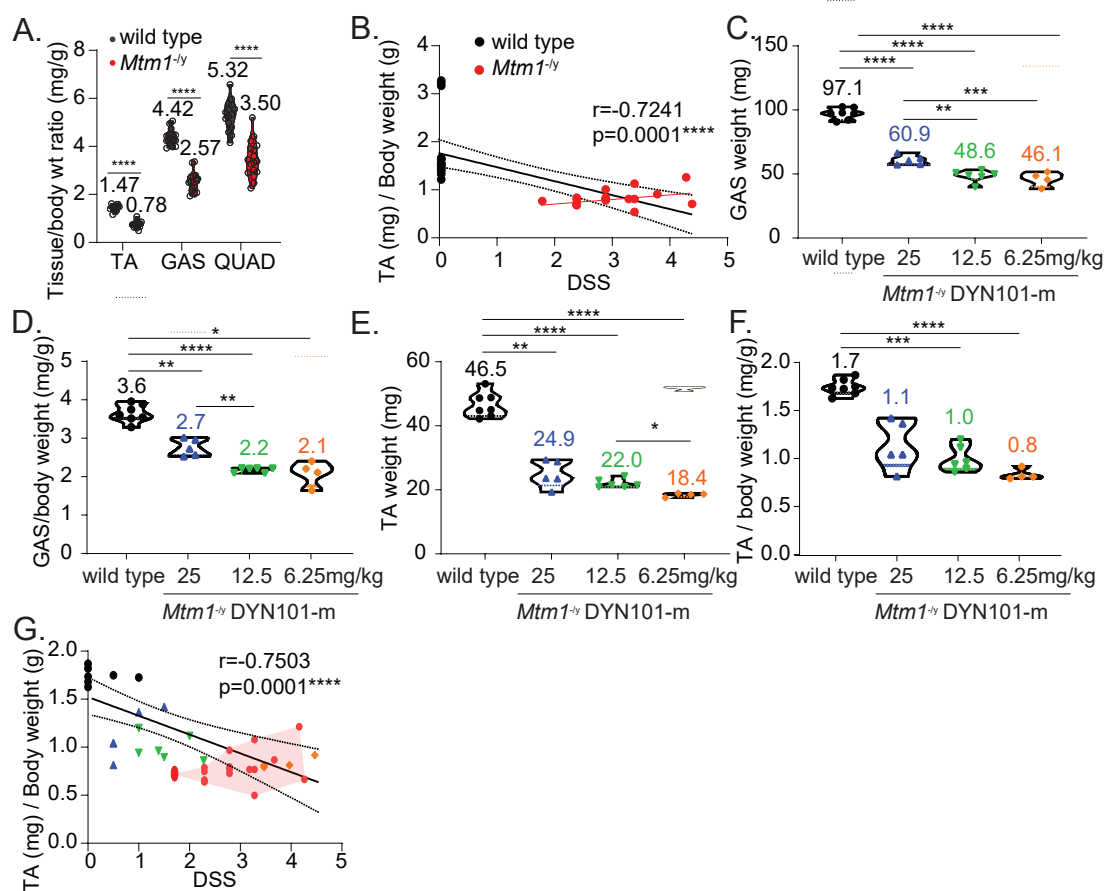 A.
wild type
Mtm1-/y
Tissue/body wt ratio (mg/g)
8
6
4
2
0
****
1.47
0.78
****
4.42
2.57
****
5.32
3.50
TA GAS QUAD
B.
wild type
Mtm1-/y
TA (mg) / Body weight (g)
4
3
2
1
0
r=-0.7241
p=0.0001****
0 1 2 3 4 5
DSS
C.
GAS weight (mg)
150
100
50
0
****
****
****
***
**
97.1
60.9
48.6
46.1
wild type 25 12.5 6.25mg/kg
Mtm1-/y DYN101-m
D.
GAS/body weight (mg/g)
5
4
3
2
1
0
*
****
**
**
3.6
2.7
2.2
2.1
wild type 25 12.5 6.25mg/kg
Mtm1-/y DYN101-m
E.
TA weight (mg)
60
40
20
0
****
****
**
*
46.5
24.9
22.0
18.4
wild type 25 12.5 6.25mg/kg
Mtm1-/y DYN101-m
F.
TA / body weight (mg/g)
2.0
1.5
1.0
0.5
0.0
****
***
1.7
1.1
1.0
0.8
wild type 25 12.5 6.25mg/kg
Mtm1-/y DYN101-m
G.
TA (mg) / Body weight (g)
2.0
1.5
1.0
0.5
0.0
r=-0.7503
p=0.0001****
0 1 2 3 4 5
DSS